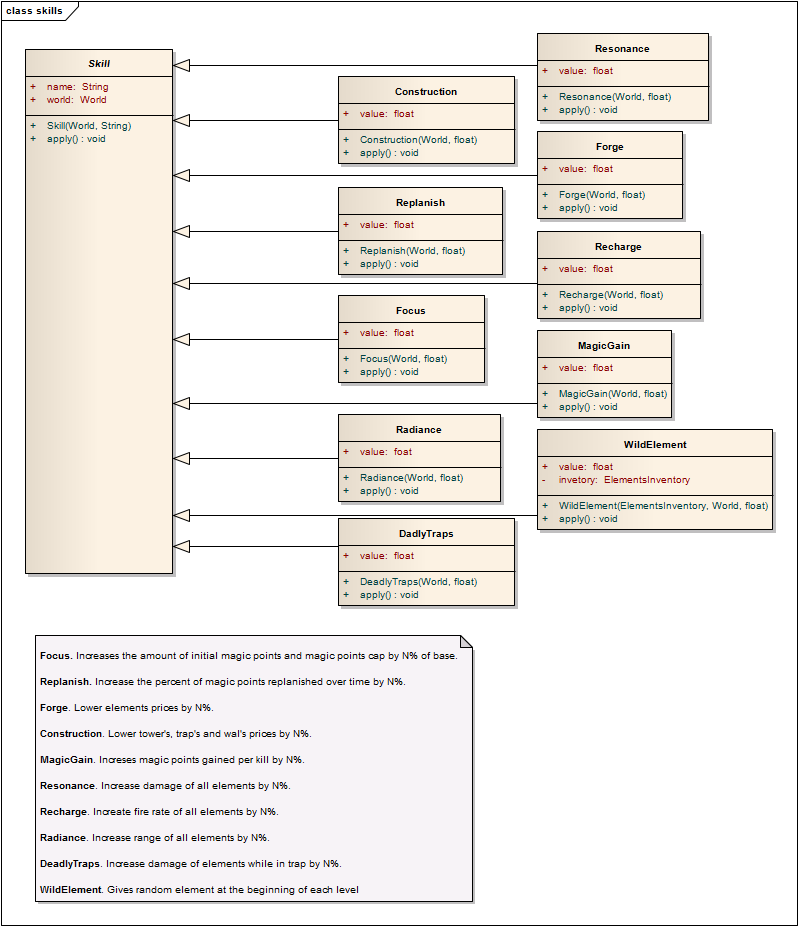 class skills
Skill
+ name: String
+ world: World
+ Skill(World, String)
+ apply() : void
Resonance
+ value: float
+ Resonance(World, float)
+ apply() : void
Construction
+ value: float
+ Construction(World, float)
+ apply() : void
Forge
+ value: float
+ Forge(World, float)
+ apply() : void
Replanish
+ value: float
+ Replanish(World, float)
+ apply() : void
Recharge
+ value: float
+ Recharge(World, float)
+ apply() : void
Focus
+ value: float
+ Focus(World, float)
+ apply() : void
MagicGain
+ value: float
+ MagicGain(World, float)
+ apply() : void
Radiance
+ value: foat
+ Radiance(World, float)
+ apply() : void
WildElement
+ value: float
- invetory: ElementsInventory
+ WildElement(ElementsInventory, World, float)
+ apply() : void
DadlyTraps
+ value: float
+ DeadlyTraps(World, float)
+ apply() : void
Focus. Increases the amount of initial magic points and magic points cap by N% of base.
Replanish. Increase the percent of magic points replanished over time by N%.
Forge. Lower elements prices by N%.
Construction. Lower tower's, trap's and wal's prices by N%.
MagicGain. Increses magic points gained per kill by N%.
Resonance. Increase damage of all elements by N%.
Recharge. Increate fire rate of all elements by N%.
Radiance. Increase range of all elements by N%.
DeadlyTraps. Increase damage of elements while in trap by N%.
WildElement. Gives random element at the beginning of each level